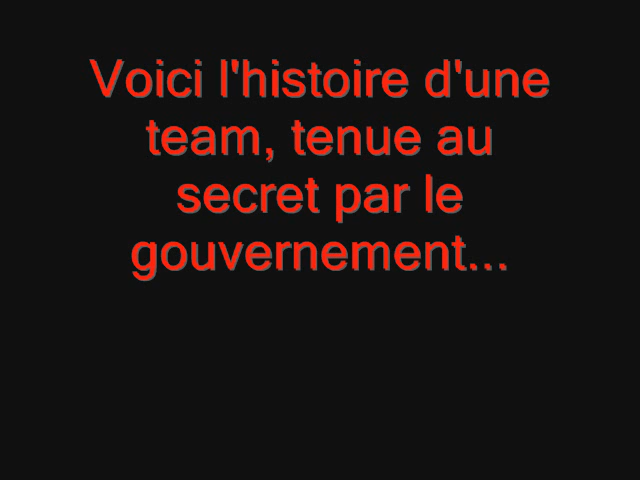 Voici l'histoire d'une
team, tenue au
secret par le
gouvernement...